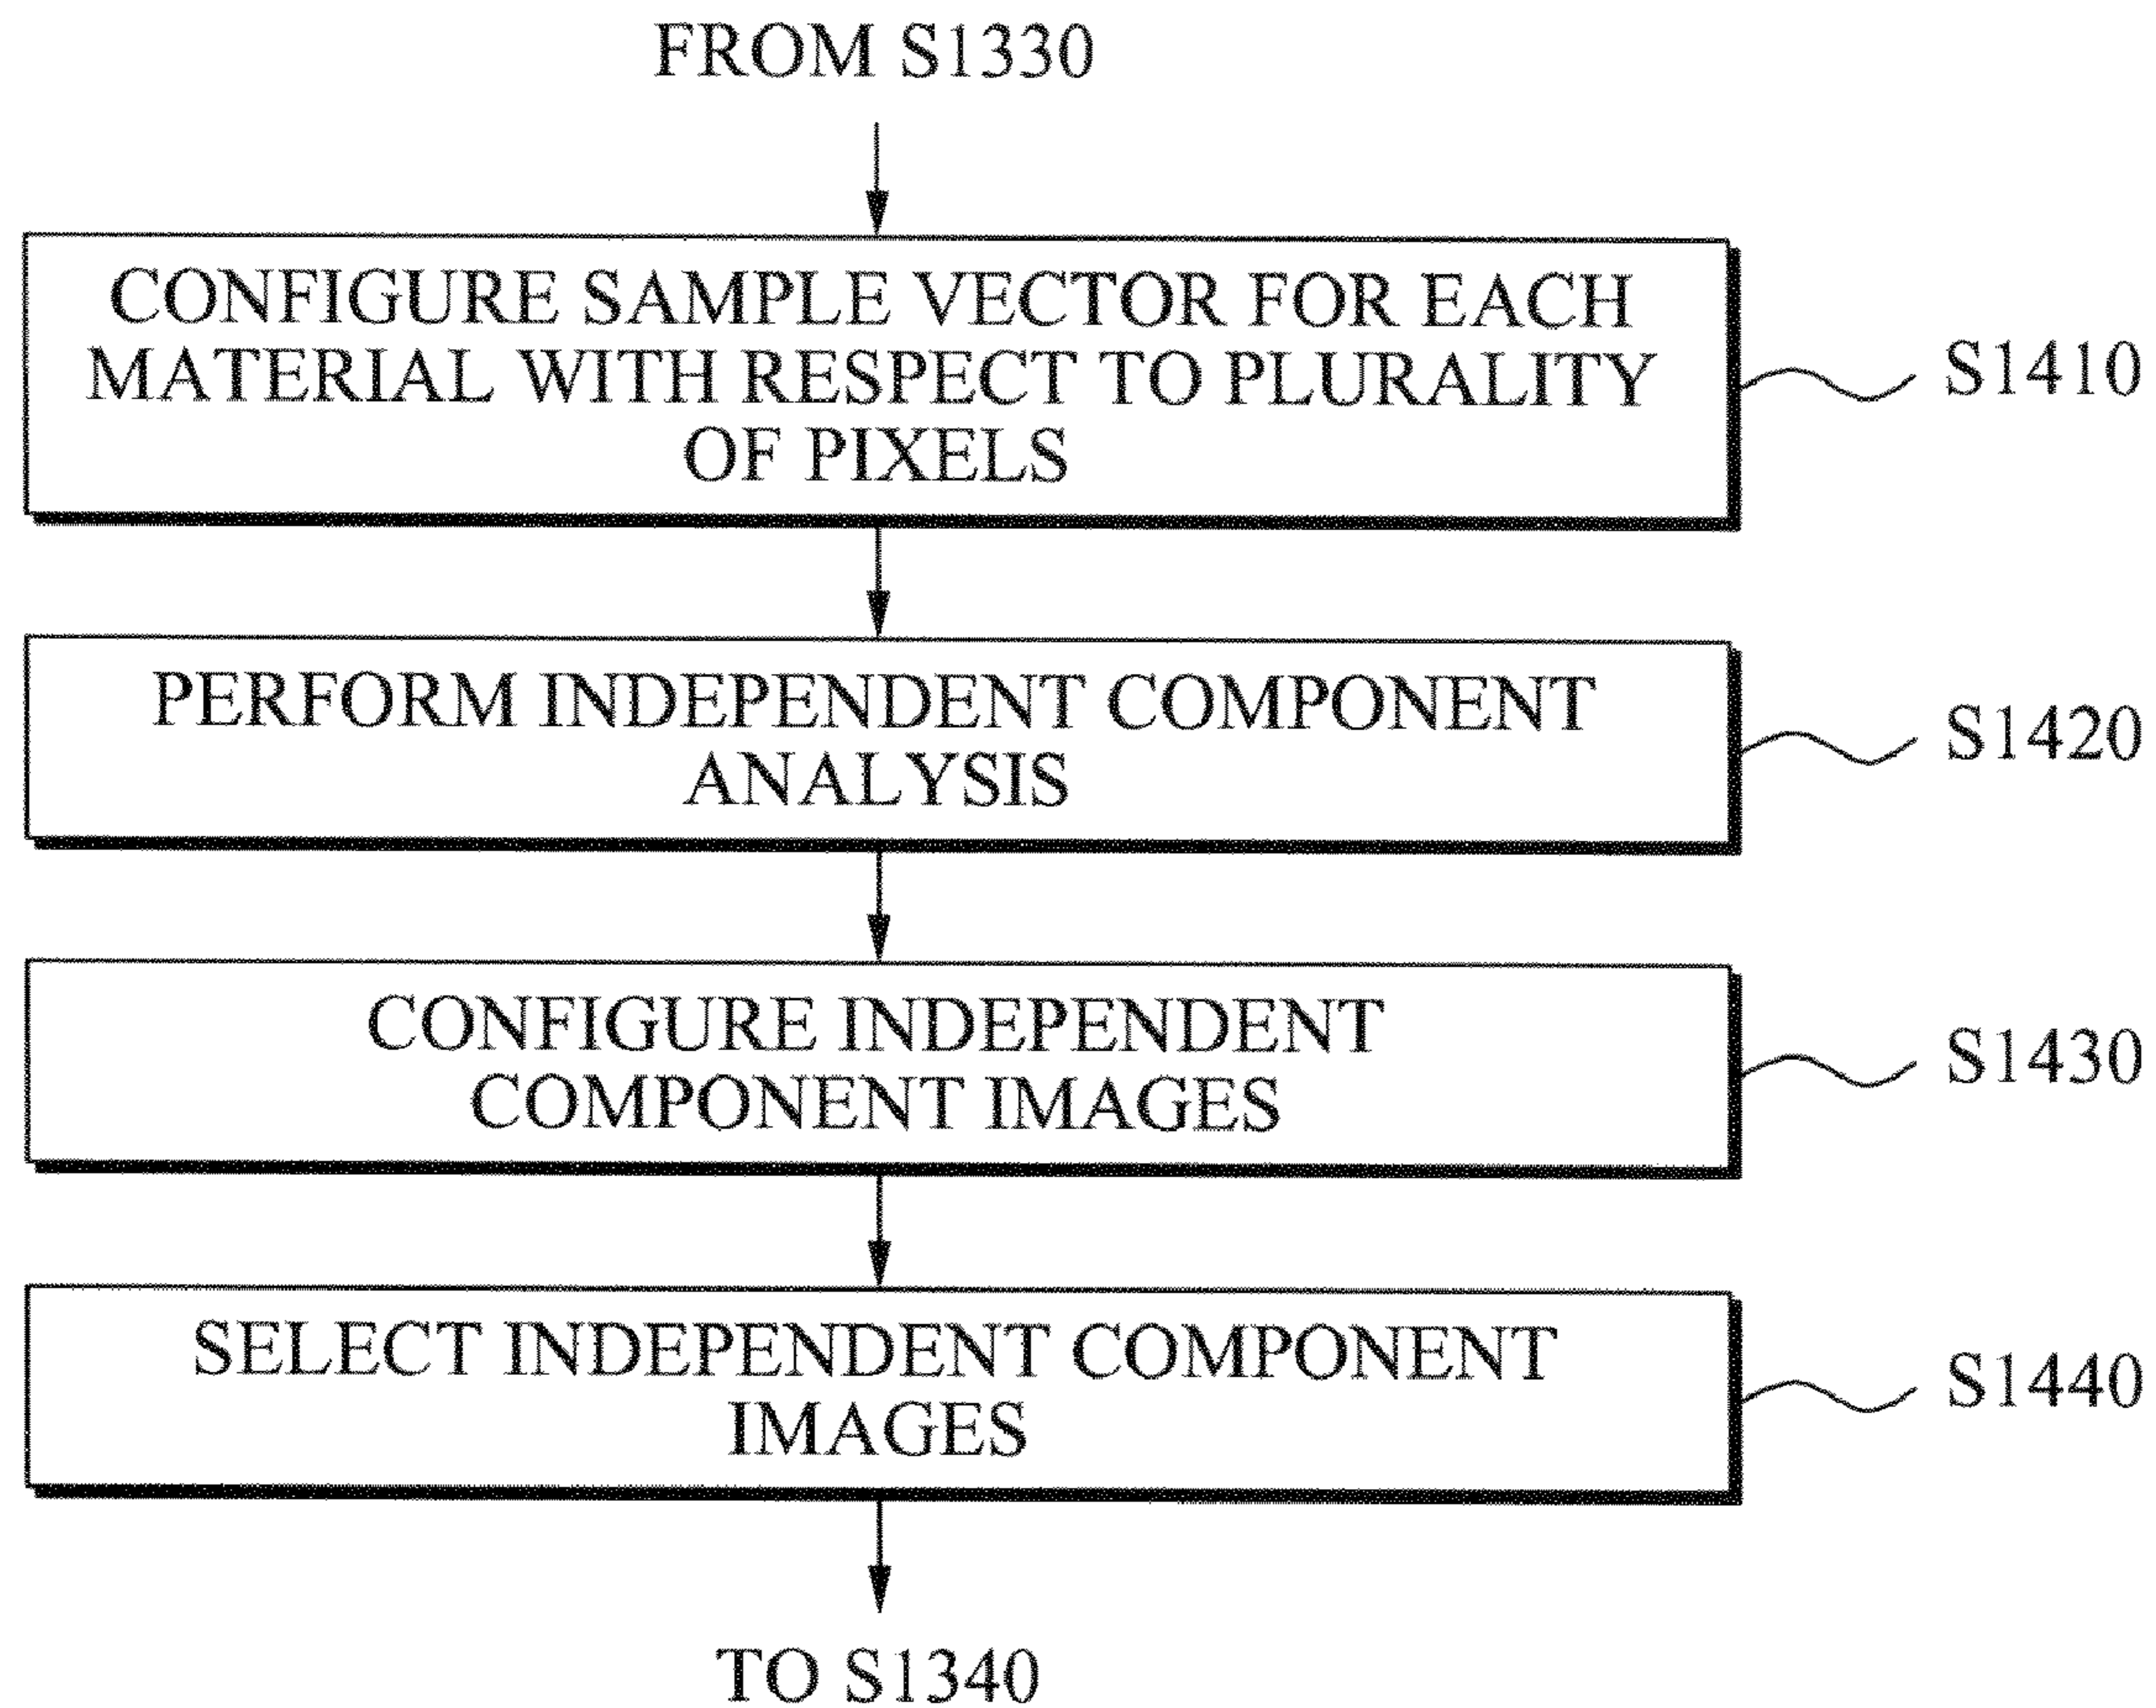 FROM S1330
CONFIGURE SAMPLE VECTOR FOR EACH
MATERIAL WITH RESPECT TO PLURALITY
OF PIXELS
S1410
PERFORM INDEPENDENT COMPONENT
ANALYSIS
S1420
CONFIGURE INDEPENDENT
COMPONENT IMAGES
S1430
SELECT INDEPENDENT COMPONENT
IMAGES
S1440
TO S1340